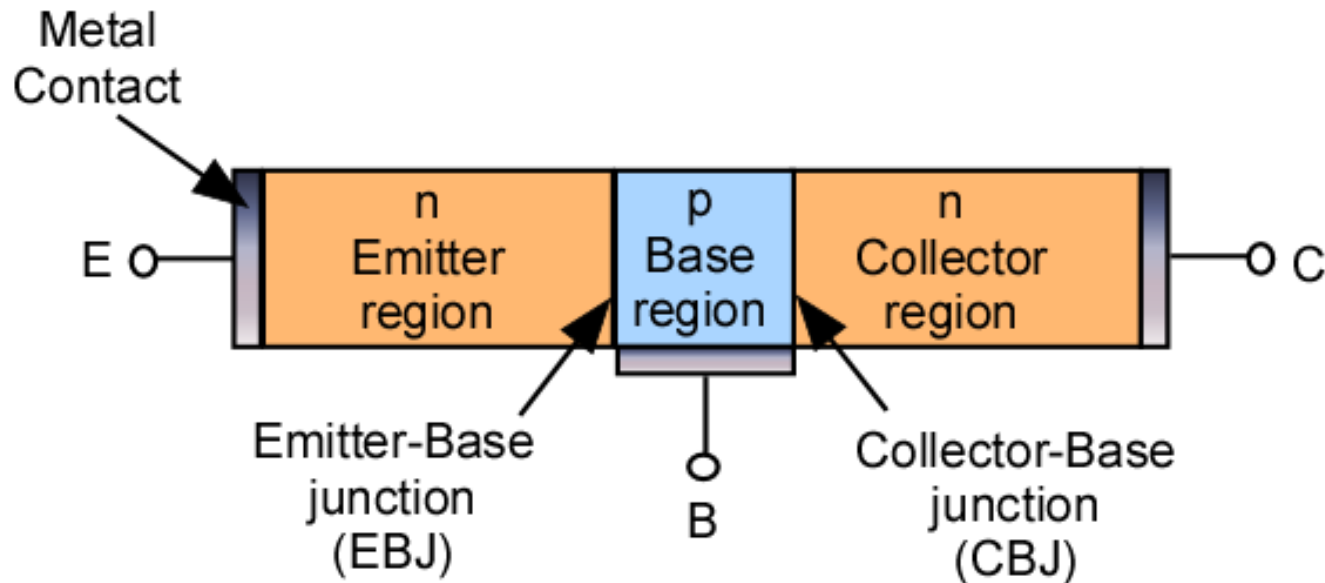 Metal
Contact
E
n
Emitter
region
p
Base
region
n
Collector
region
C
Emitter-Base
junction
(EBJ)
B
Collector-Base
junction
(CBJ)